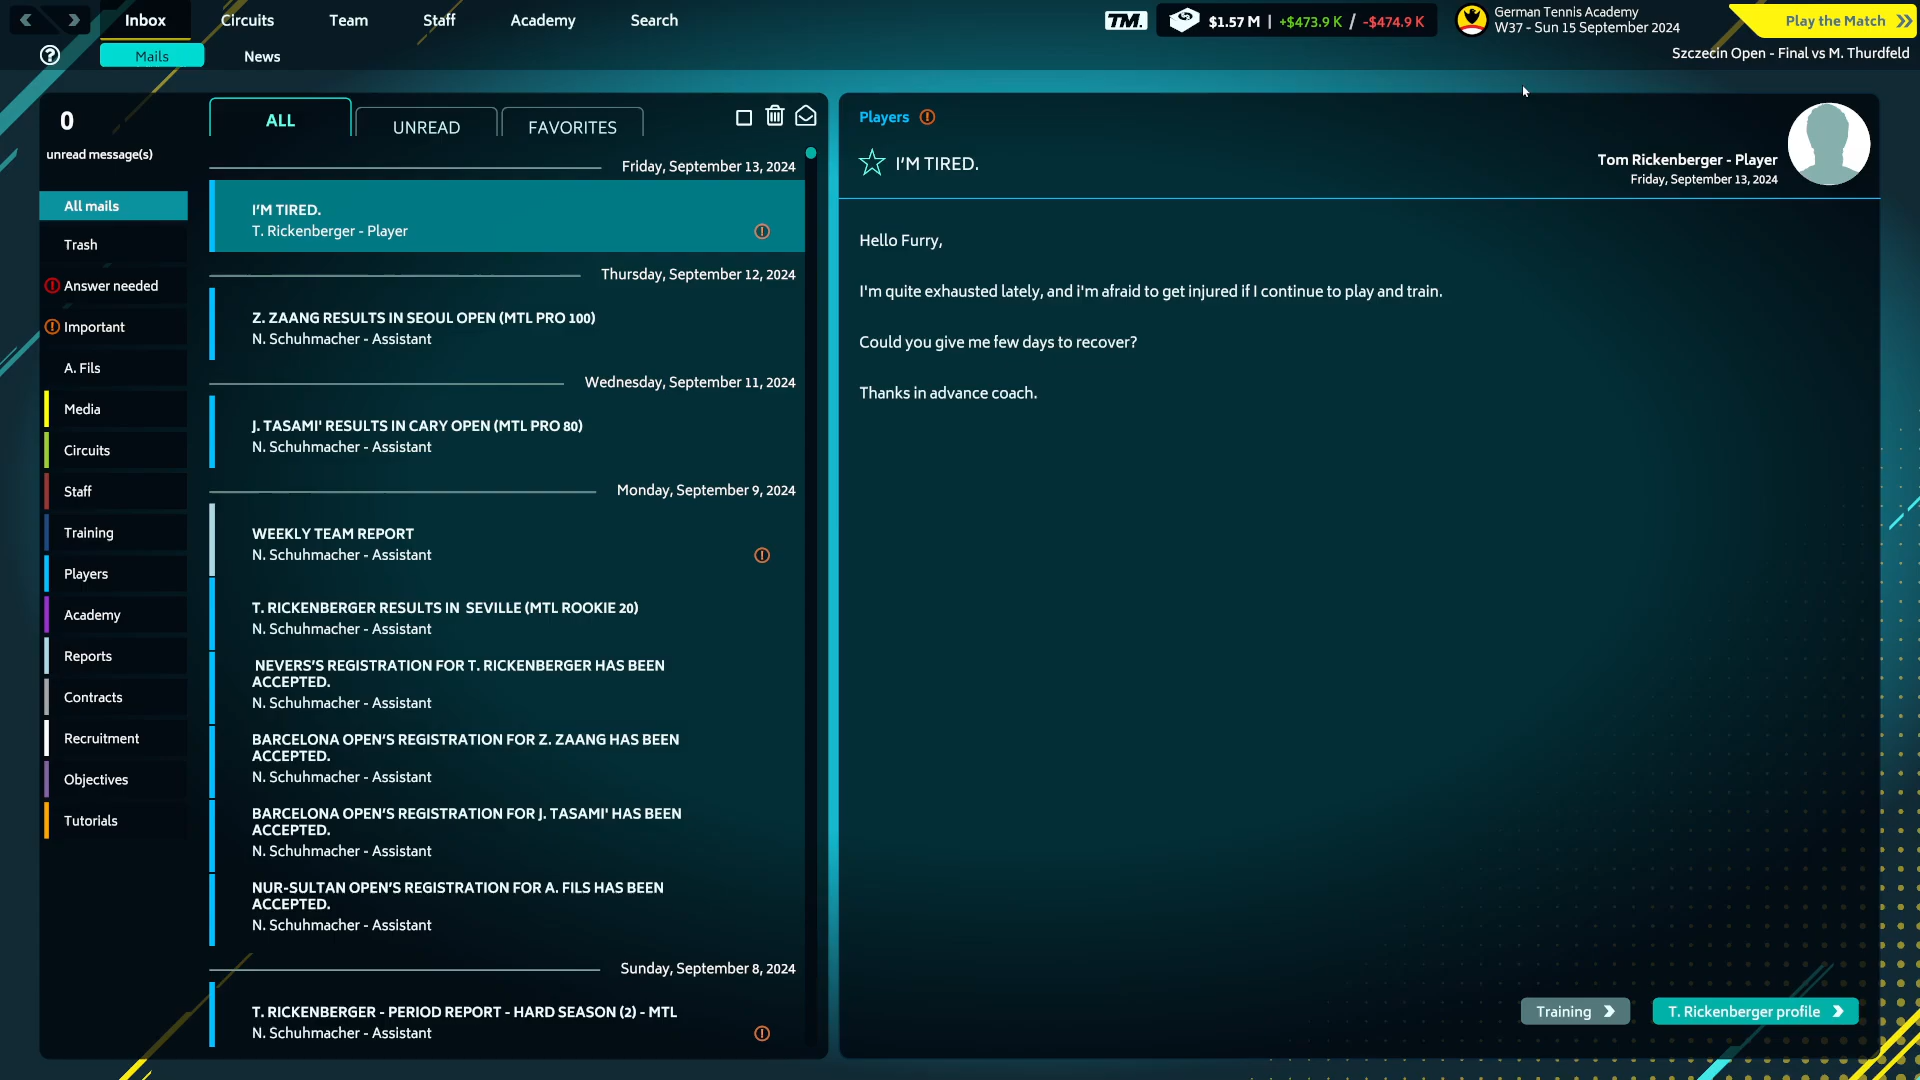 Inbox
Circuits
Team
Staff
Academy
Search
TM.
$1.57 M | +$473.9 K / -$474.9 K
German Tennis Academy
W37 - Sun 15 September 2024
Play the Match
Mails
News
Szczecin Open - Final vs M. Thurdfeld
0
unread message(s)
All mails
Trash
Answer needed
Important
A. Fils
Media
Circuits
Staff
Training
Players
Academy
Reports
Contracts
Recruitment
Objectives
Tutorials
ALL
UNREAD
FAVORITES
Friday, September 13, 2024
I'M TIRED.
T. Rickenberger - Player
Thursday, September 12, 2024
Z. ZAANG RESULTS IN SEOUL OPEN (MTL PRO 100)
N. Schuhmacher - Assistant
Wednesday, September 11, 2024
J. TASAMI' RESULTS IN CARY OPEN (MTL PRO 80)
N. Schuhmacher - Assistant
Monday, September 9, 2024
WEEKLY TEAM REPORT
N. Schuhmacher - Assistant
T. RICKENBERGER RESULTS IN SEVILLE (MTL ROOKIE 20)
N. Schuhmacher - Assistant
NEVERS'S REGISTRATION FOR T. RICKENBERGER HAS BEEN
ACCEPTED.
N. Schuhmacher - Assistant
BARCELONA OPEN'S REGISTRATION FOR Z. ZAANG HAS BEEN
ACCEPTED.
N. Schuhmacher - Assistant
BARCELONA OPEN'S REGISTRATION FOR J. TASAMI' HAS BEEN
ACCEPTED.
N. Schuhmacher - Assistant
NUR-SULTAN OPEN'S REGISTRATION FOR A. FILS HAS BEEN
ACCEPTED.
N. Schuhmacher - Assistant
Sunday, September 8, 2024
T. RICKENBERGER - PERIOD REPORT - HARD SEASON (2) - MTL
N. Schuhmacher - Assistant
Players
I'M TIRED.
Tom Rickenberger - Player
Friday, September 13, 2024
Hello Furry,
I'm quite exhausted lately, and i'm afraid to get injured if I continue to play and train.
Could you give me few days to recover?
Thanks in advance coach.
Training
T. Rickenberger profile